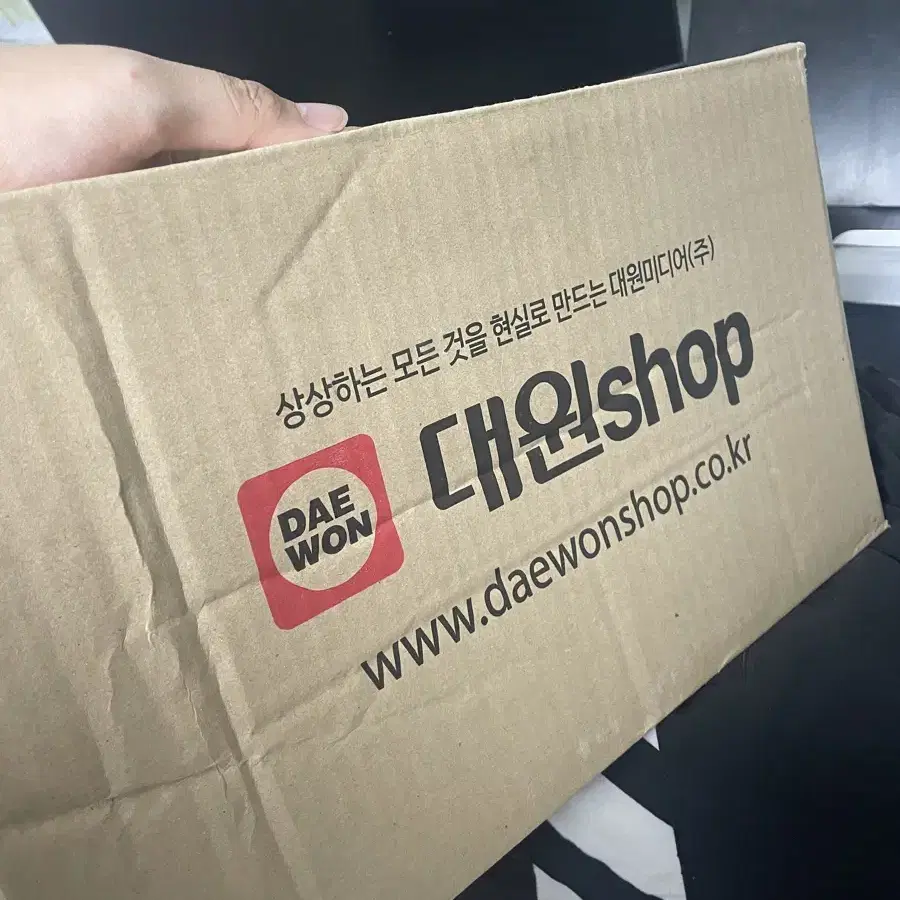 상상하는 모든 것을 현실로 만드는 대원미디어(주)
DAE
WON
대원shop
www.daewonshop.co.kr